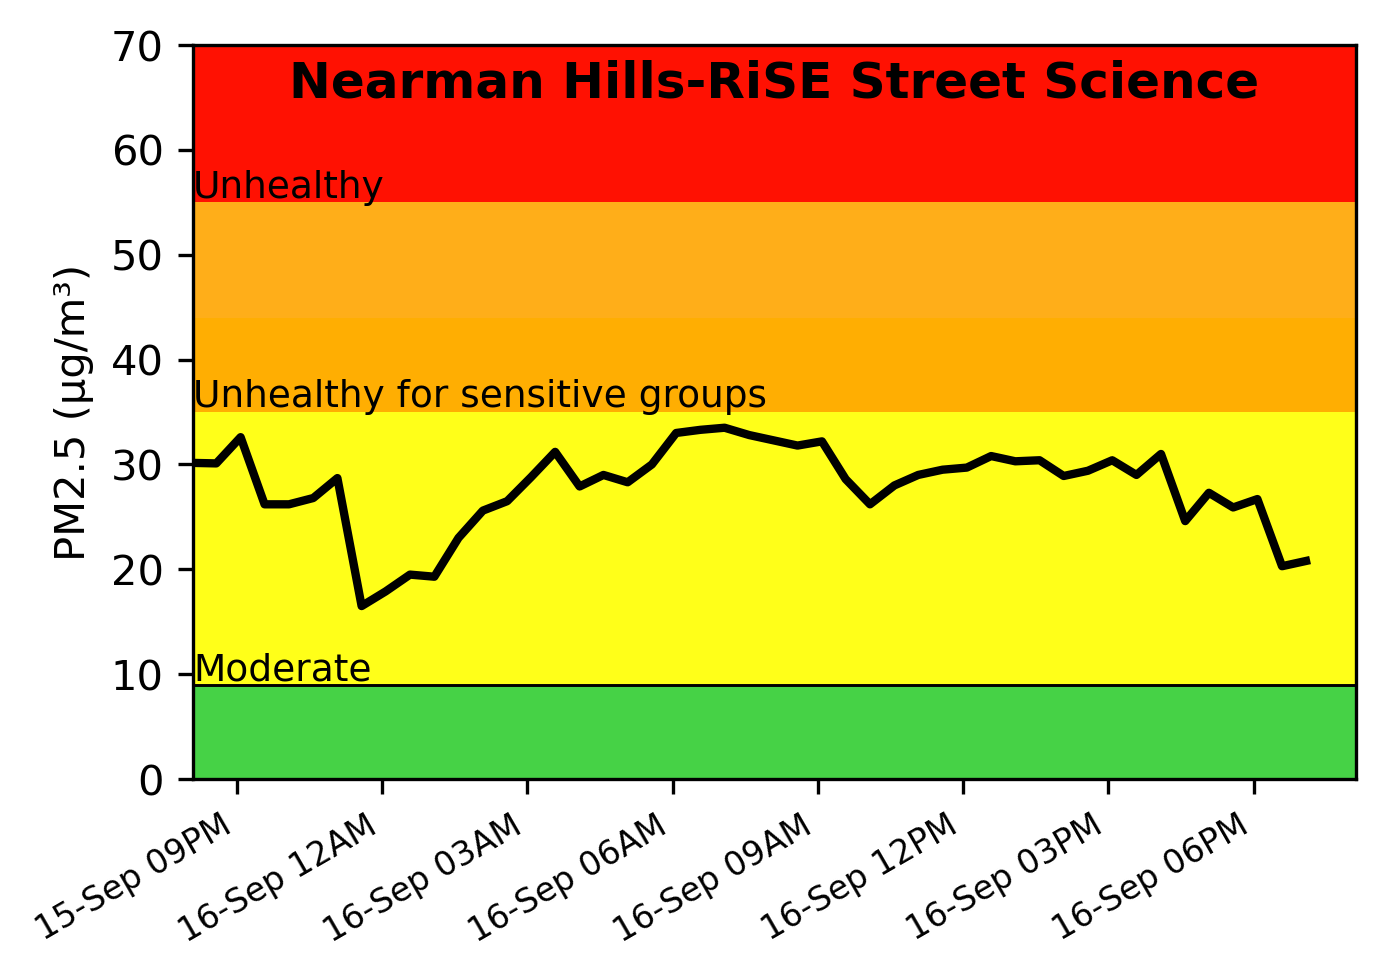 Nearman Hills-RiSE Street Science
70
60
Unhealthy
50
40
Unhealthy for sensitive groups
30
20
Moderate
10
0
PM2.5 (µg/m³)
15-Sep 09PM
16-Sep 12AM
16-Sep 03AM
16-Sep 06AM
16-Sep 09AM
16-Sep 12PM
16-Sep 03PM
16-Sep 06PM